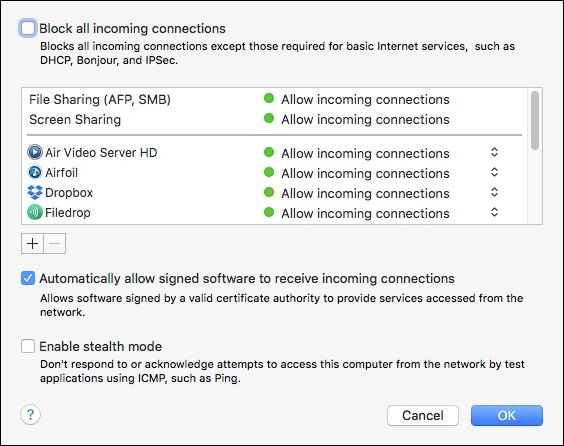 Block all incoming connections
Blocks all incoming connections except those required for basic Internet services, such as
DHCP, Bonjour, and IPSec.
File Sharing (AFP, SMB) Allow incoming connections
Screen Sharing Allow incoming connections
Air Video Server HD Allow incoming connections
Airfoil Allow incoming connections
Dropbox Allow incoming connections
Filedrop Allow incoming connections
+ −
Automatically allow signed software to receive incoming connections
Allows software signed by a valid certificate authority to provide services accessed from the
network.
Enable stealth mode
Don't respond to or acknowledge attempts to access this computer from the network by test
applications using ICMP, such as Ping.
? Cancel OK